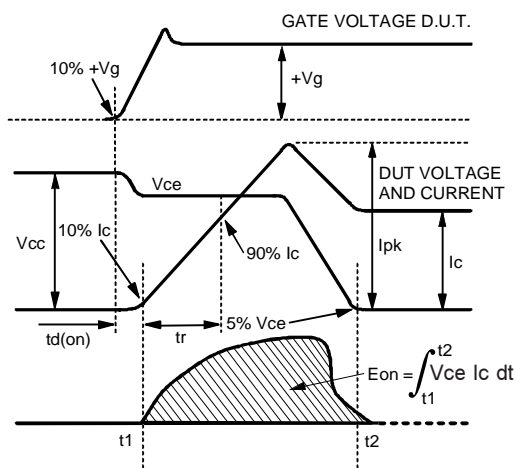 GATE VOLTAGE D.U.T.
10% +Vg
+Vg
Vce
DUT VOLTAGE
AND CURRENT
Vcc
10% Ic
90% Ic
Ipk
Ic
td(on)
tr
5% Vce
Eon = ∫ t2 t1 Vce Ic dt
t1
t2